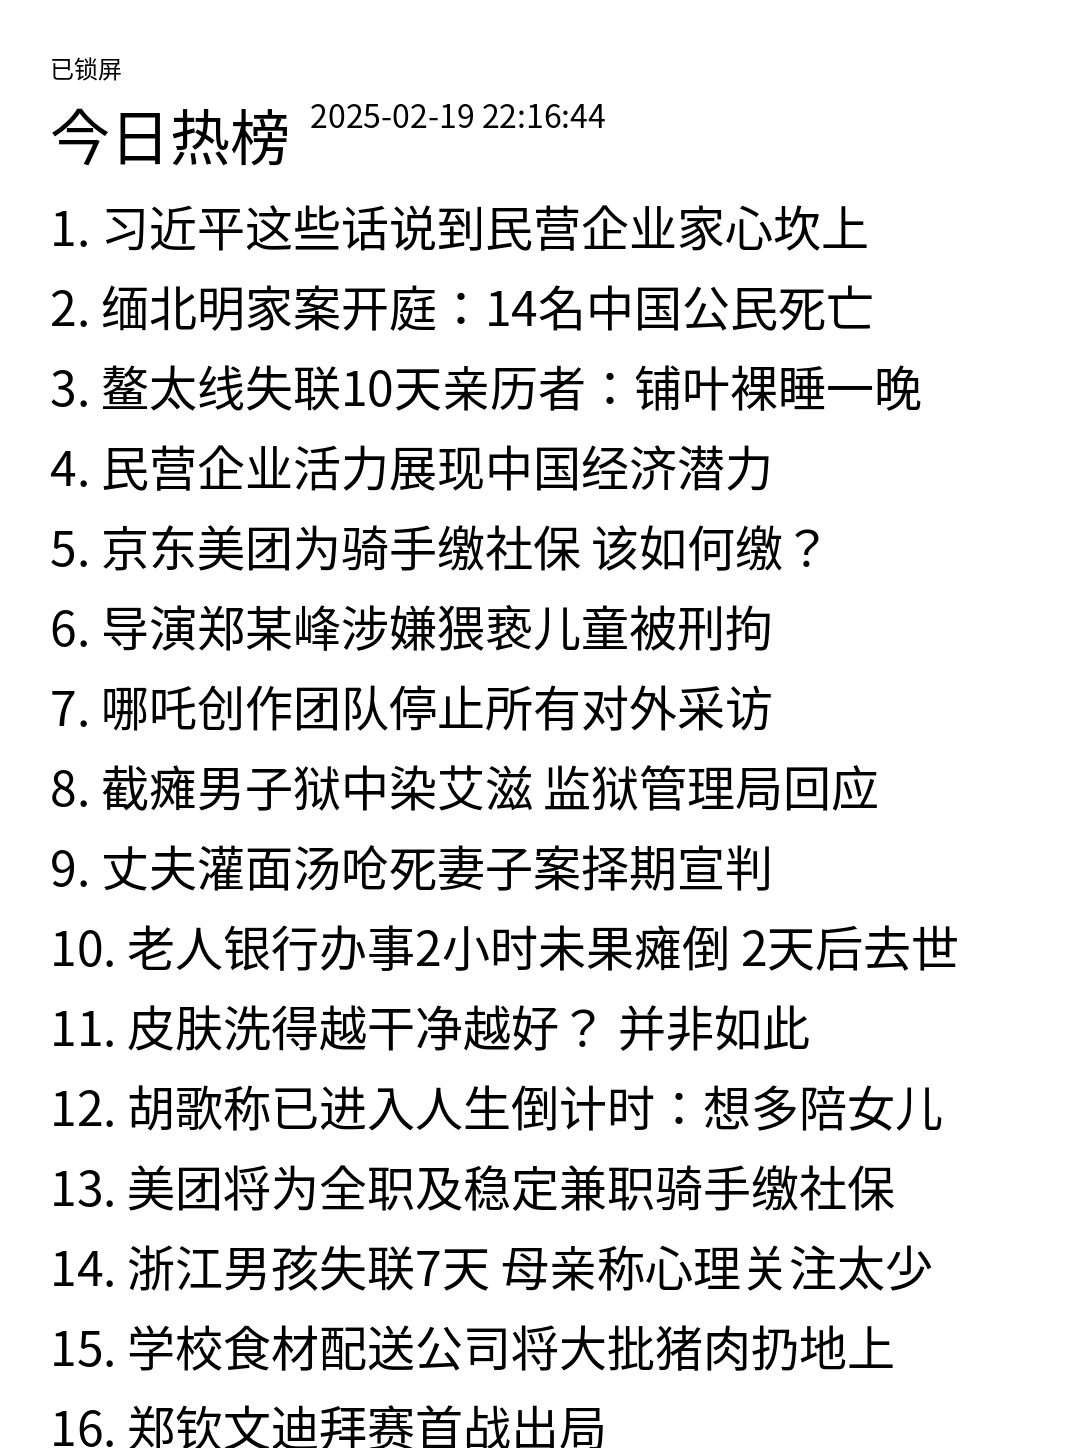 已锁屏
今日热榜 2025-02-19 22:16:44
1. 习近平这些话说到民营企业家心坎上
2. 缅北明家案开庭：14名中国公民死亡
3. 鳌太线失联10天亲历者：铺叶裸睡一晚
4. 民营企业活力展现中国经济潜力
5. 京东美团为骑手缴社保 该如何缴？
6. 导演郑某峰涉嫌猥亵儿童被刑拘
7. 哪吒创作团队停止所有对外采访
8. 截瘫男子狱中染艾滋 监狱管理局回应
9. 丈夫灌面汤呛死妻子案择期宣判
10. 老人银行办事2小时未果瘫倒 2天后去世
11. 皮肤洗得越干净越好？ 并非如此
12. 胡歌称已进入人生倒计时：想多陪女儿
13. 美团将为全职及稳定兼职骑手缴社保
14. 浙江男孩失联7天 母亲称心理关注太少
15. 学校食材配送公司将大批猪肉扔地上
16. 郑钦文迪拜赛首战出局